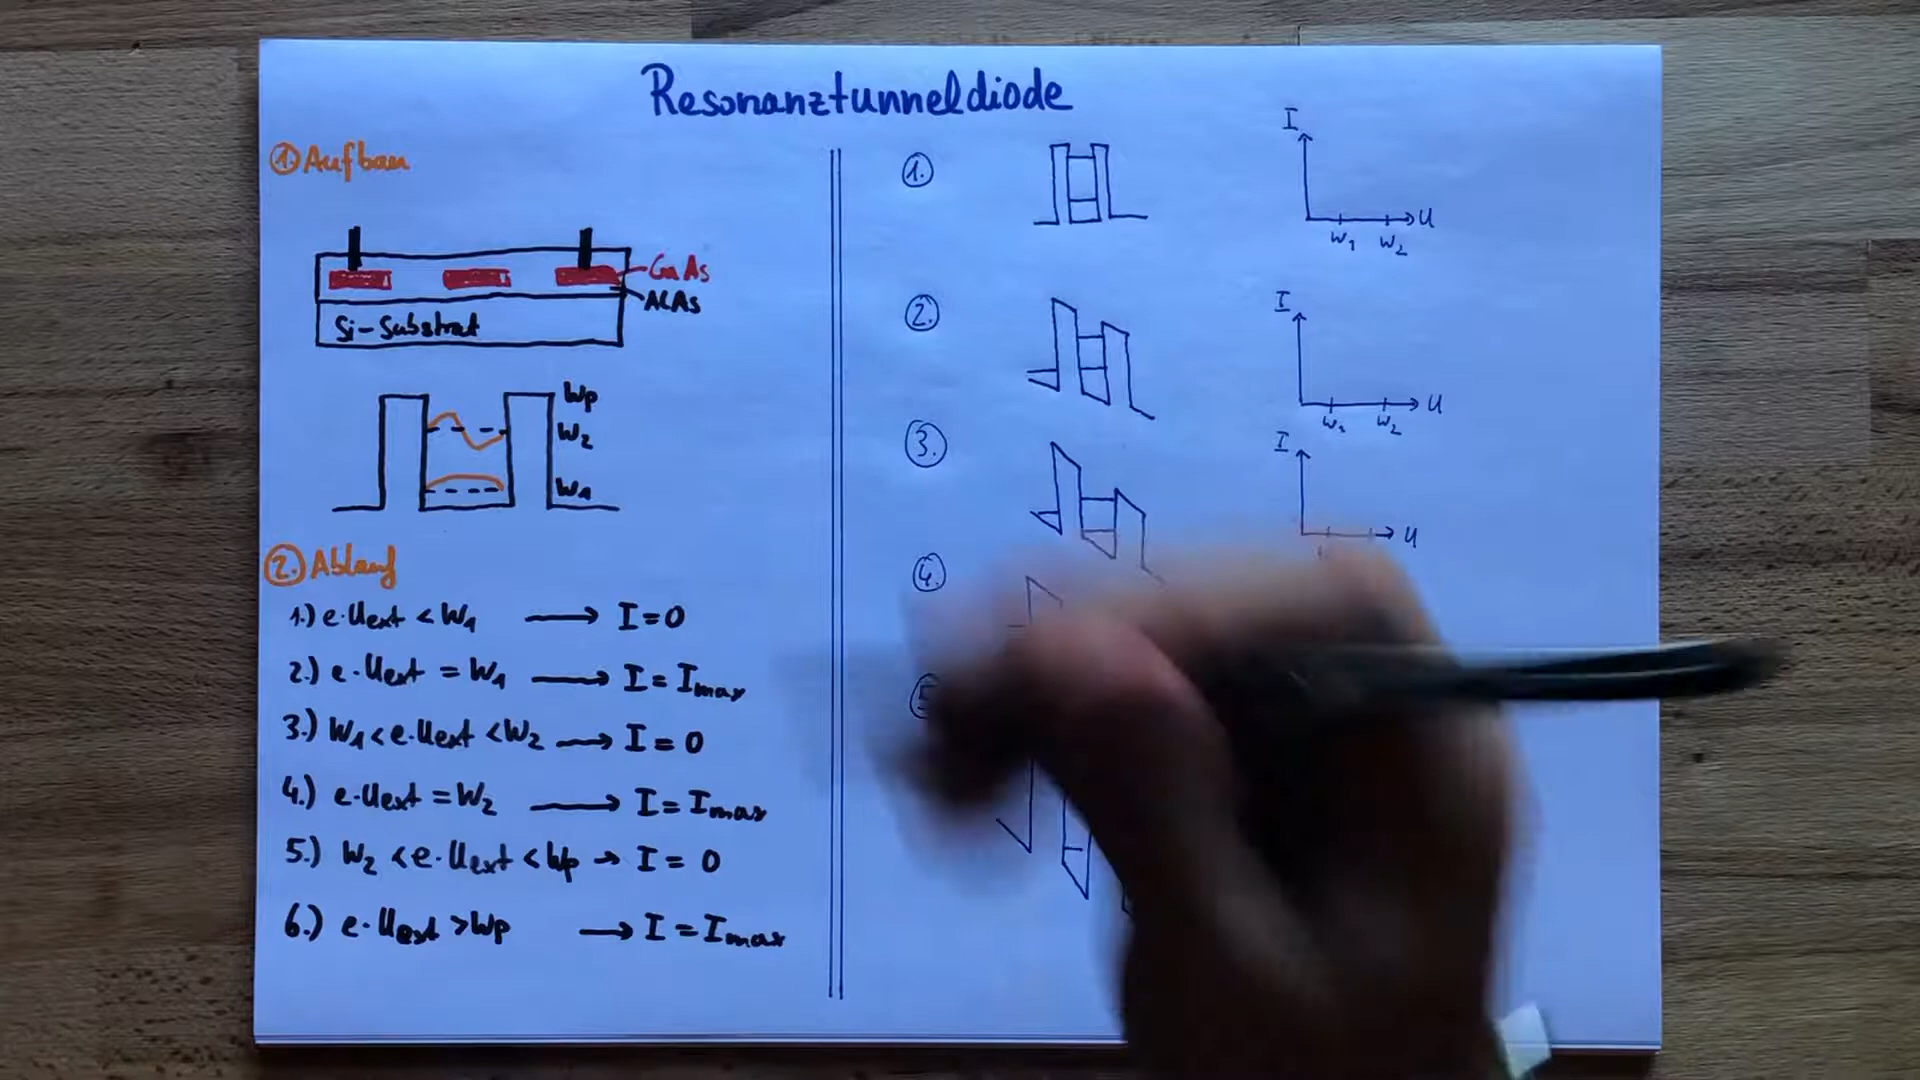 Resonanztunneldiode
①. Aufbau
GaAs
AlAs
Si-Substrat
Wp
W₂
W₁
②. Ablauf
1.) e·Uext < W₁ ⟶ I = 0
2.) e·Uext = W₁ ⟶ I = Imax
3.) W₁ < e·Uext < W₂ ⟶ I = 0
4.) e·Uext = W₂ ⟶ I = Imax
5.) W₂ < e·Uext < Wp → I = 0
6.) e·Uext > Wp ⟶ I = Imax
①.
I
U
W₁ W₂
②.
I
U
W₁ W₂
③.
I
U
④.